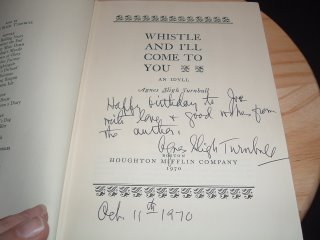 WHISTLE
AND I'LL
COME TO
YOU
AN IDYLL
Agnes Sligh Turnbull
Happy birthday to Joe
with love & good wishes from
the author,
Agnes Sligh Turnbull
BOSTON
HOUGHTON MIFFLIN COMPANY
1970
Oct. 11th 1970